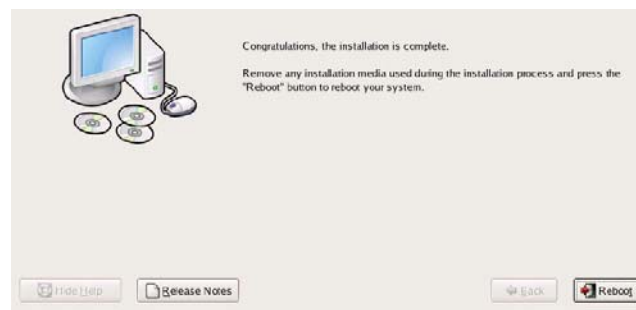 Congratulations, the installation is complete.
Remove any installation media used during the installation process and press the
"Reboot" button to reboot your system.
Hide Help
Release Notes
Back
Reboot